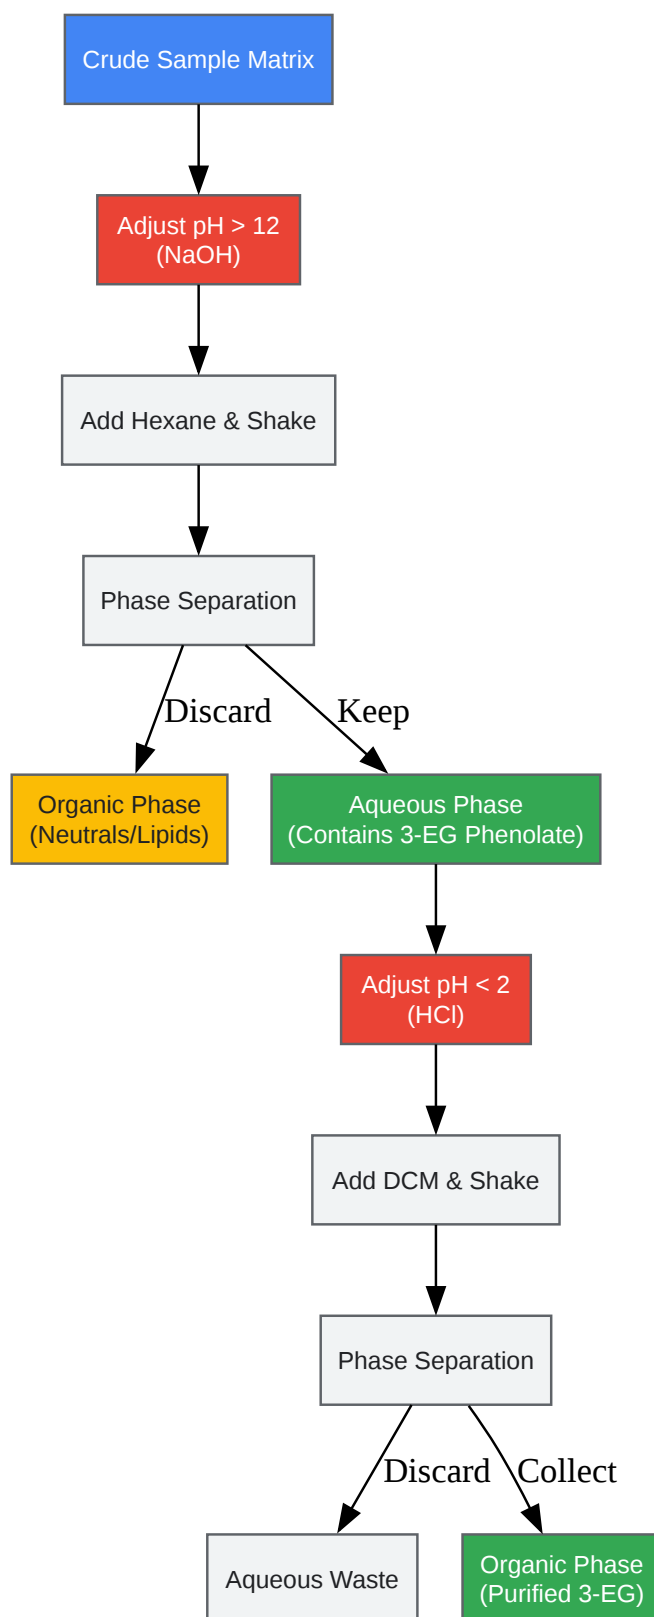 Crude Sample Matrix
Adjust pH > 12
(NaOH)
Add Hexane & Shake
Phase Separation
Discard
Keep
Organic Phase
(Neutrals/Lipids)
Aqueous Phase
(Contains 3-EG Phenolate)
Adjust pH < 2
(HCl)
Add DCM & Shake
Phase Separation
Discard
Collect
Aqueous Waste
Organic Phase
(Purified 3-EG)